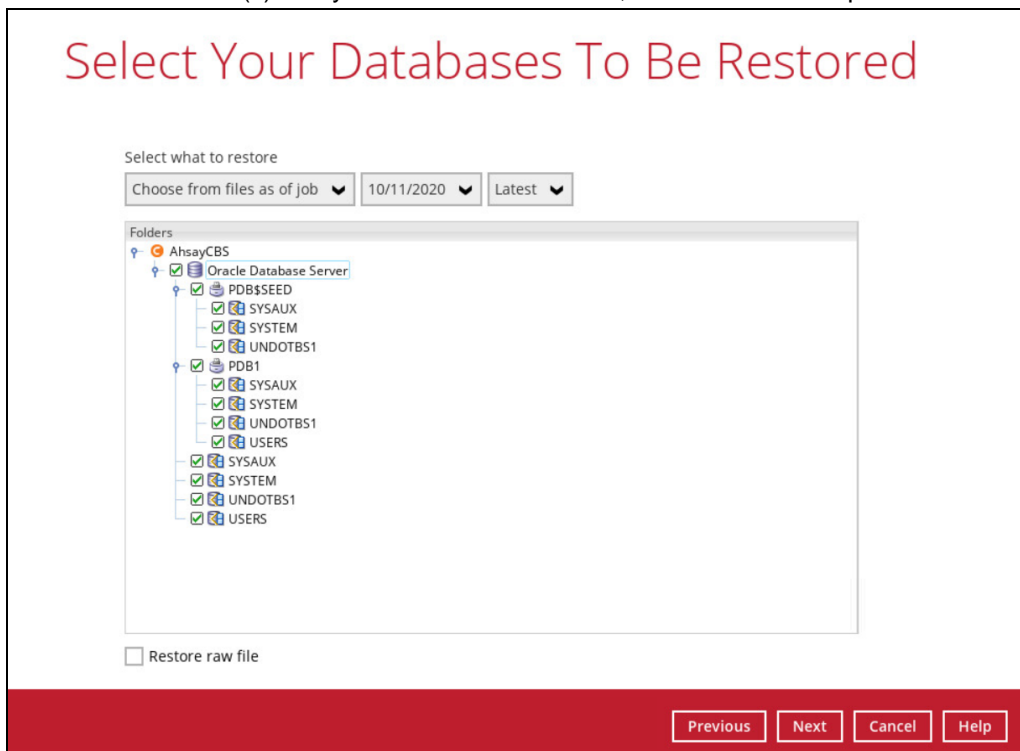 Select Your Databases To Be Restored
Select what to restore
Choose from files as of job 10/11/2020 Latest
Folders
AhsayCBS
Oracle Database Server
PDB$SEED
SYSAUX
SYSTEM
UNDOTBS1
PDB1
SYSAUX
SYSTEM
UNDOTBS1
USERS
SYSAUX
SYSTEM
UNDOTBS1
USERS
Restore raw file
Previous Next Cancel Help